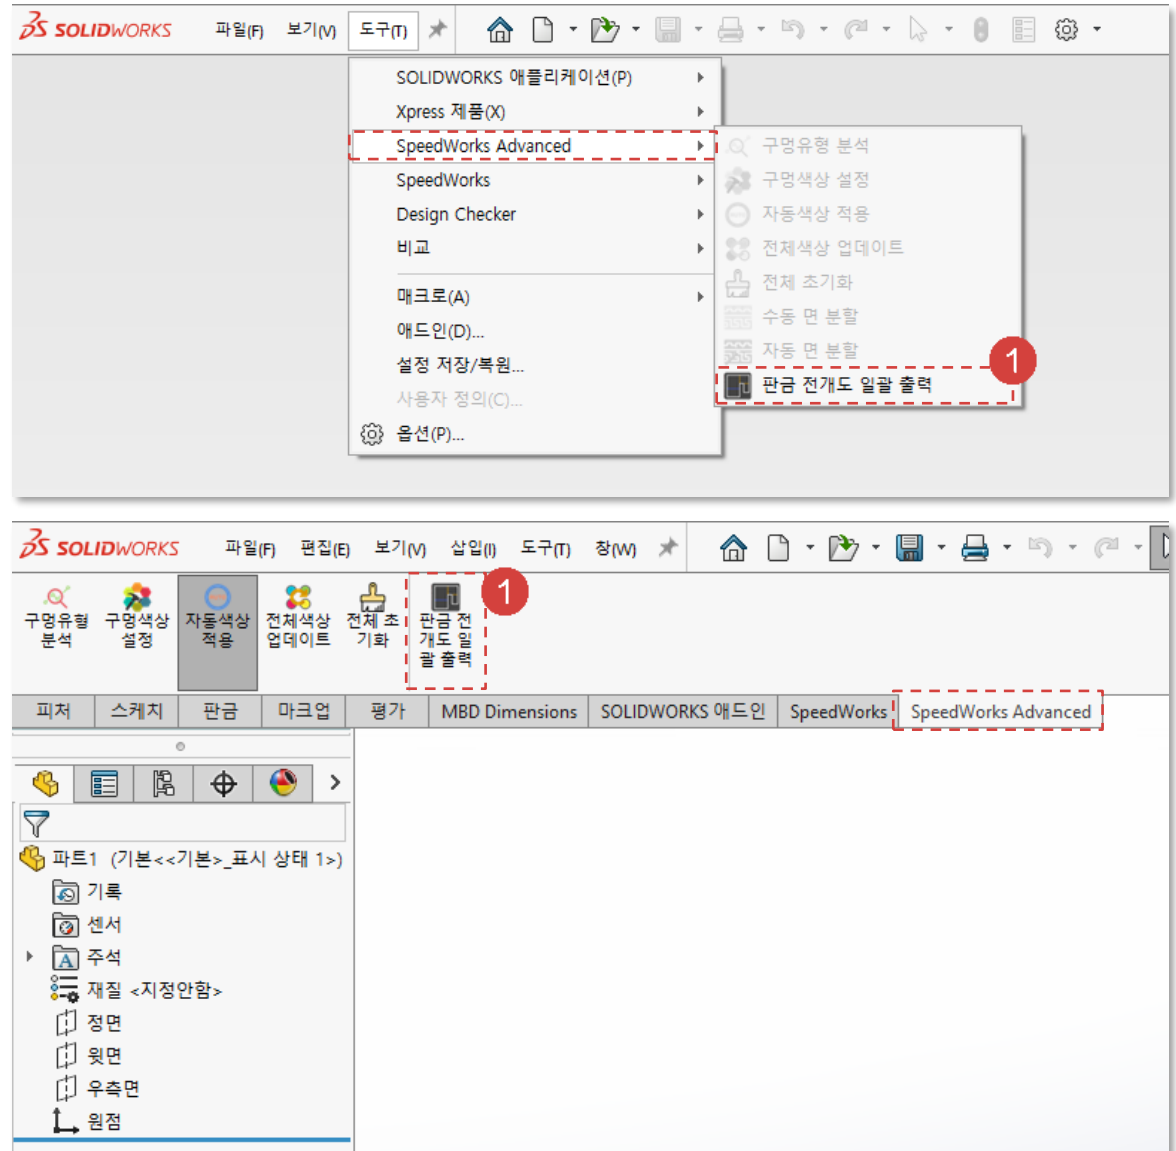 SOLIDWORKS 파일(F) 보기(V) 도구(T)
SOLIDWORKS 애플리케이션(P)
Xpress 제품(X)
SpeedWorks Advanced
SpeedWorks
Design Checker
비교
매크로(A)
애드인(D)...
설정 저장/복원...
사용자 정의(C)...
옵션(P)...
구멍유형 분석
구멍색상 설정
자동색상 적용
전체색상 업데이트
전체 초기화
수동 면 분할
자동 면 분할
1
판금 전개도 일괄 출력
SOLIDWORKS 파일(F) 편집(E) 보기(V) 삽입(I) 도구(T) 창(W)
1
구멍유형
분석
구멍색상
설정
자동색상
적용
전체색상
업데이트
전체 초
기화
판금 전
개도 일
괄 출력
피처 스케치 판금 마크업 평가 MBD Dimensions SOLIDWORKS 애드인 SpeedWorks SpeedWorks Advanced
파트1 (기본<<기본>_표시 상태 1>)
기록
센서
주석
재질 <지정안함>
정면
윗면
우측면
원점